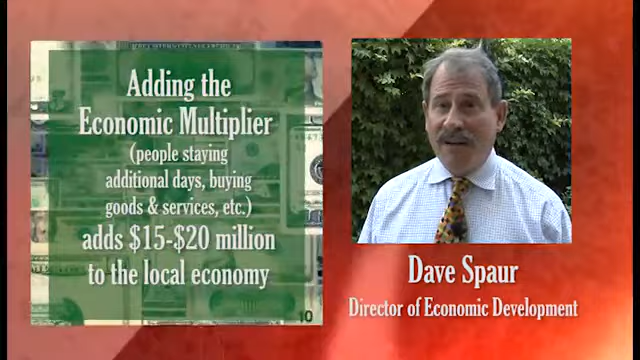 Adding the
Economic Multiplier
(people staying
additional days, buying
goods & services, etc.)
adds $15-$20 million
to the local economy
10
Dave Spaur
Director of Economic Development